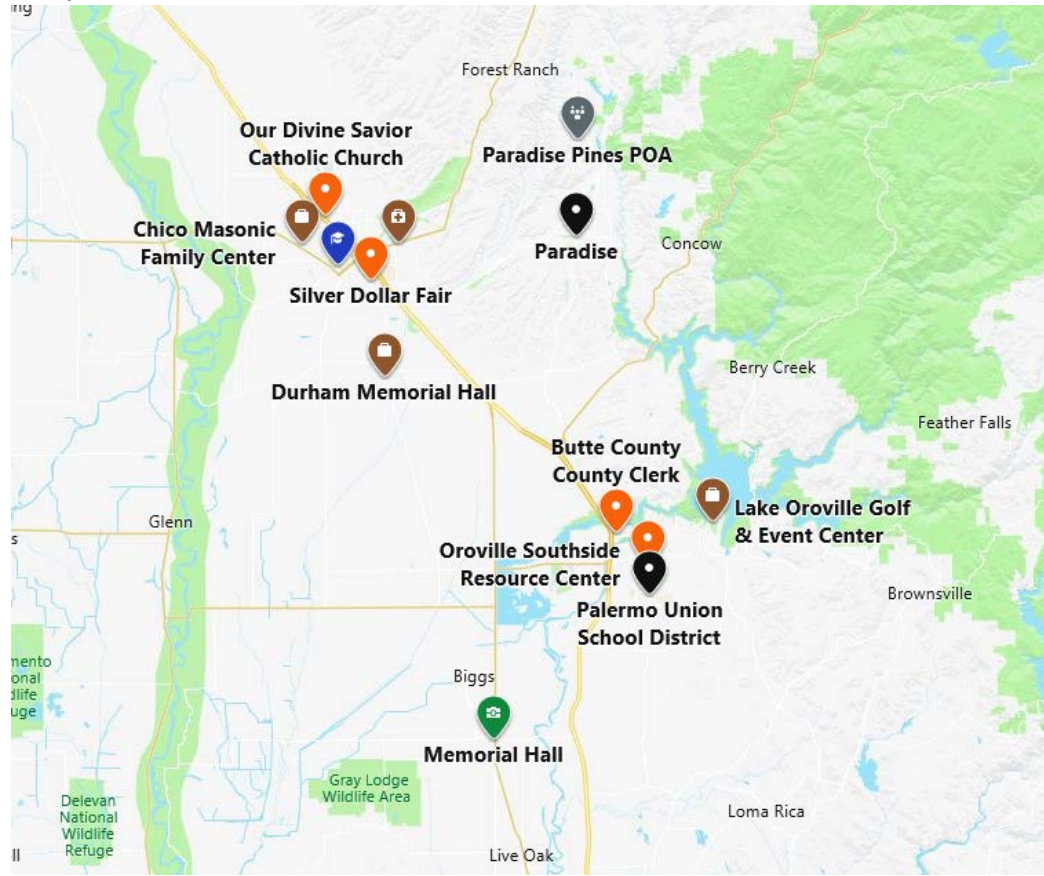 Forest Ranch
Our Divine Savior
Catholic Church
Paradise Pines POA
Chico Masonic
Family Center
Paradise
Concow
Silver Dollar Fair
Berry Creek
Durham Memorial Hall
Feather Falls
Butte County
County Clerk
Lake Oroville Golf
& Event Center
Glenn
Oroville Southside
Resource Center
Brownsville
Palermo Union
School District
Biggs
Memorial Hall
Gray Lodge
Wildlife Area
Delevan
National
Wildlife
Refuge
Loma Rica
Live Oak